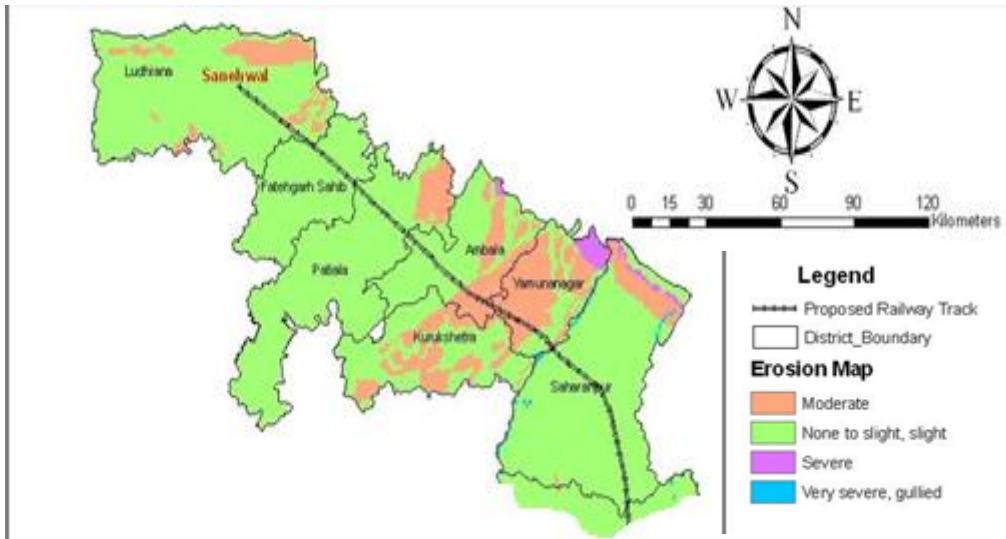 N
W
E
S
0
15
30
60
90
120
Kilometers
Ludhiana
Sanehwal
Fatehgarh Sahib
Patiala
Ambala
Yamunanagar
Kurukshetra
Saharanpur
Legend
Proposed Railway Track
District_Boundary
Erosion Map
Moderate
None to slight, slight
Severe
Very severe, gullied